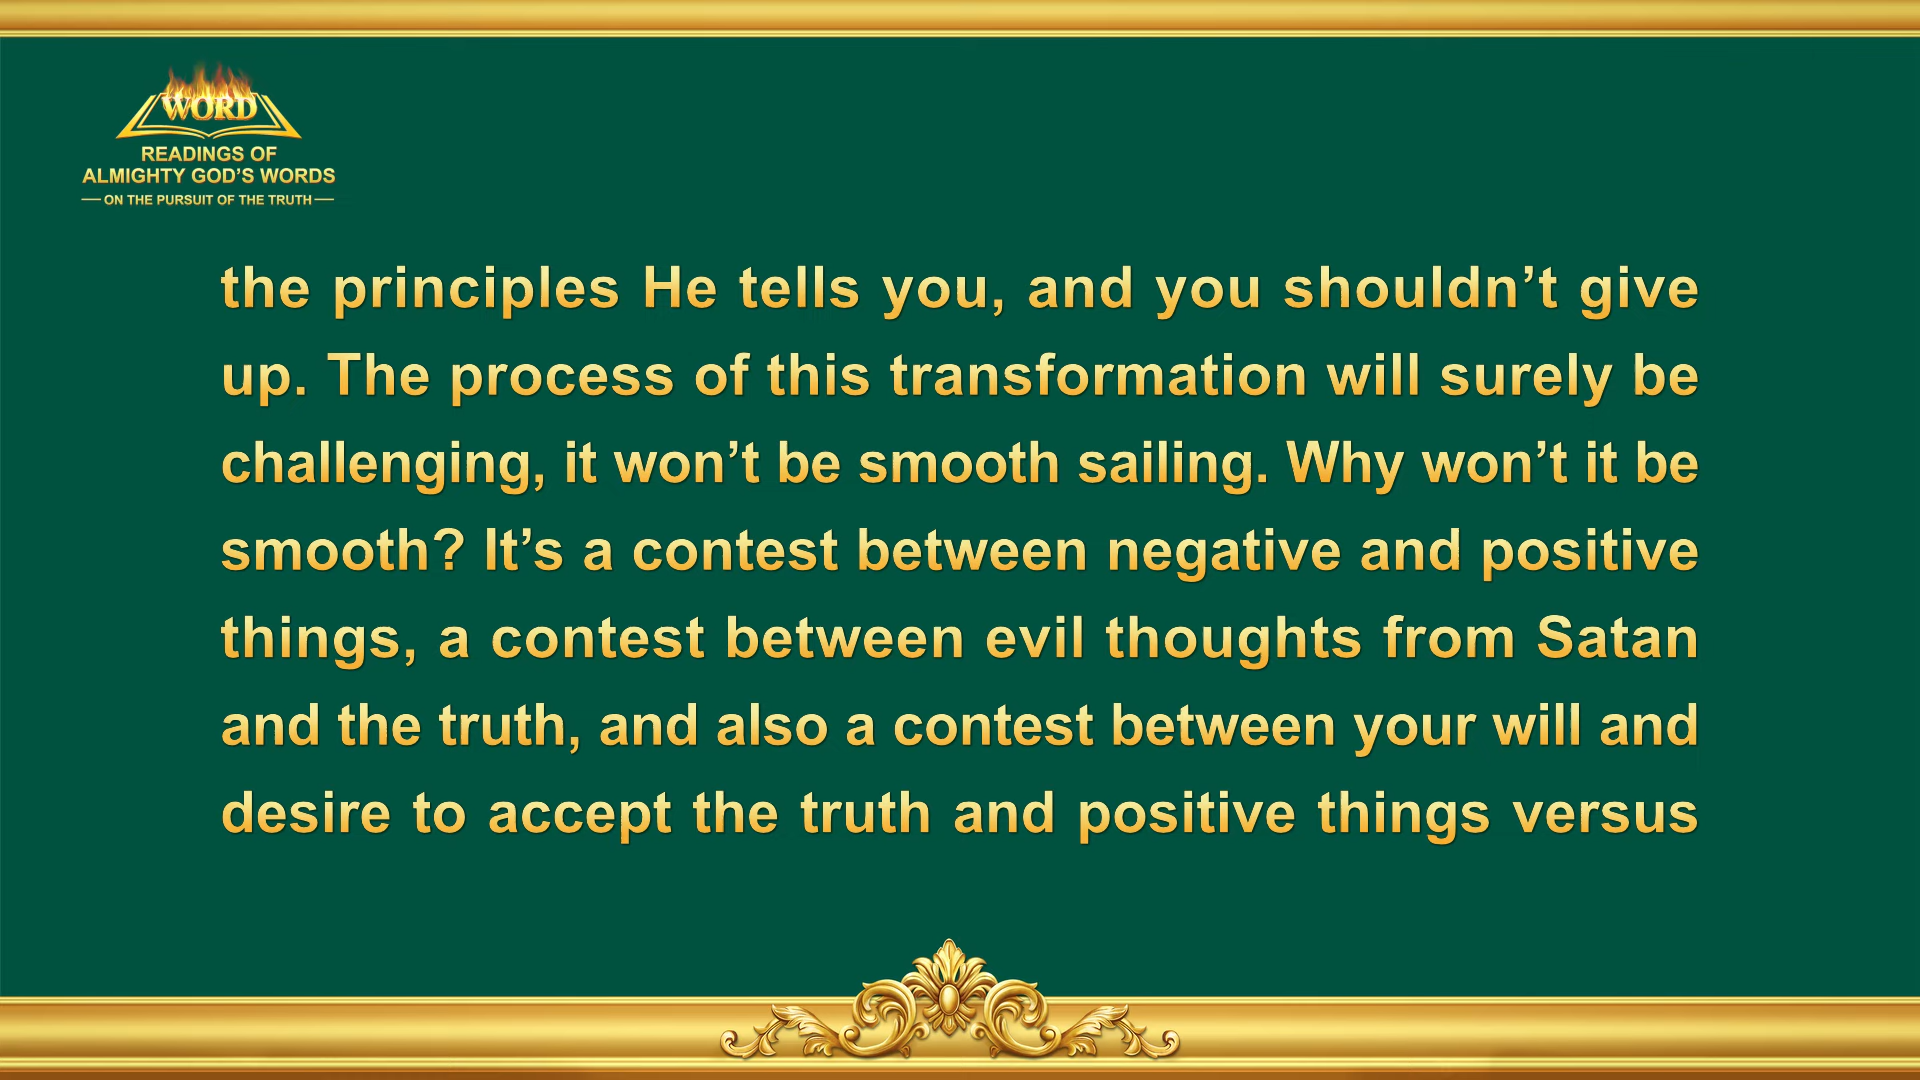 WORD
READINGS OF
ALMIGHTY GOD’S WORDS
— ON THE PURSUIT OF THE TRUTH —
the principles He tells you, and you shouldn’t give
up. The process of this transformation will surely be
challenging, it won’t be smooth sailing. Why won’t it be
smooth? It’s a contest between negative and positive
things, a contest between evil thoughts from Satan
and the truth, and also a contest between your will and
desire to accept the truth and positive things versus